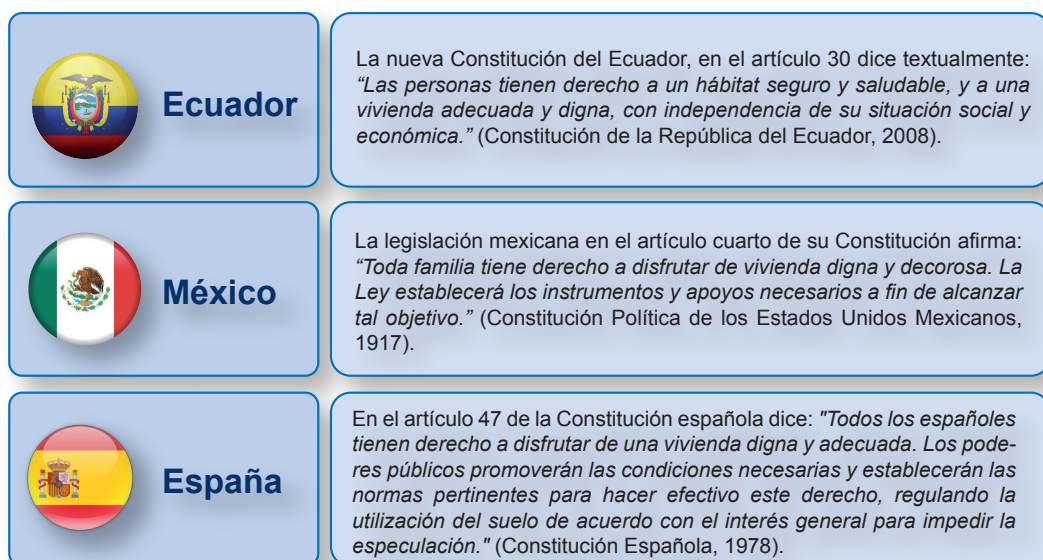 Ecuador
La nueva Constitución del Ecuador, en el artículo 30 dice textualmente:
“Las personas tienen derecho a un hábitat seguro y saludable, y a una
vivienda adecuada y digna, con independencia de su situación social y
económica.” (Constitución de la República del Ecuador, 2008).
México
La legislación mexicana en el artículo cuarto de su Constitución afirma:
“Toda familia tiene derecho a disfrutar de vivienda digna y decorosa. La
Ley establecerá los instrumentos y apoyos necesarios a fin de alcanzar
tal objetivo.” (Constitución Política de los Estados Unidos Mexicanos,
1917).
España
En el artículo 47 de la Constitución española dice: "Todos los españoles
tienen derecho a disfrutar de una vivienda digna y adecuada. Los pode-
res públicos promoverán las condiciones necesarias y establecerán las
normas pertinentes para hacer efectivo este derecho, regulando la
utilización del suelo de acuerdo con el interés general para impedir la
especulación." (Constitución Española, 1978).